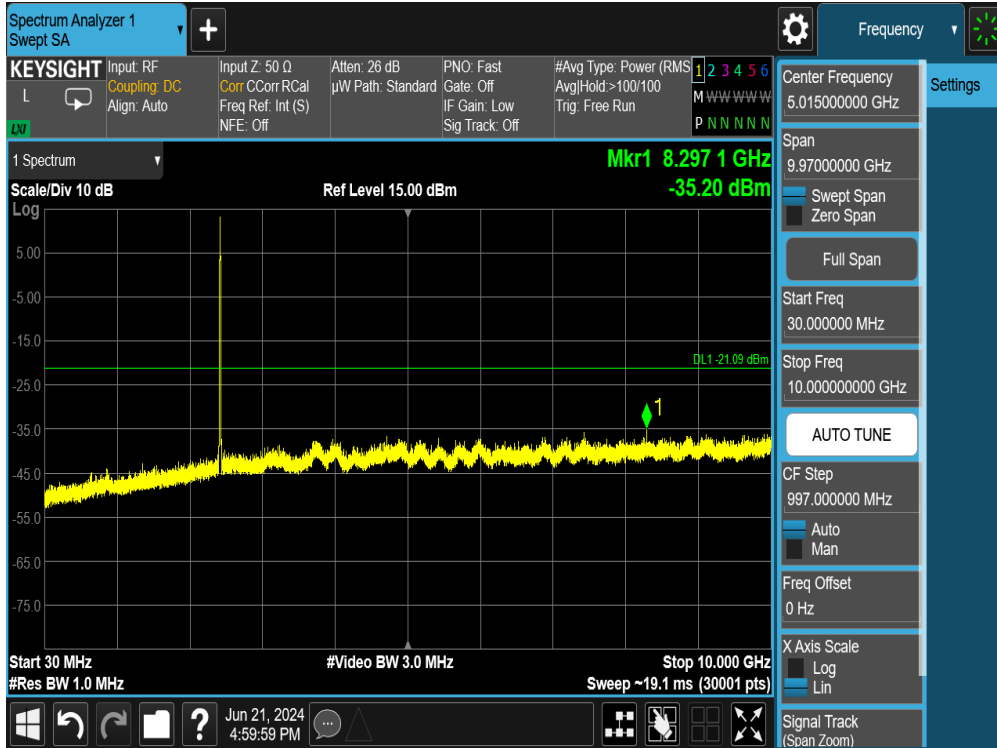 Spectrum Analyzer 1
Swept SA
+
Frequency
KEYSIGHT
L
LXI
Input: RF
Coupling: DC
Align: Auto
Input Z: 50 Ω
Corr CCorr RCal
Freq Ref: Int (S)
NFE: Off
Atten: 26 dB
µW Path: Standard
PNO: Fast
Gate: Off
IF Gain: Low
Sig Track: Off
#Avg Type: Power (RMS
Avg|Hold:>100/100
Trig: Free Run
1 2 3 4 5 6
M W W W W W W
P N N N N N N
1 Spectrum
Mkr1 8.297 1 GHz
-35.20 dBm
Scale/Div 10 dB
Ref Level 15.00 dBm
Log
5.00
-5.00
-15.0
DL1 -21.09 dBm
-25.0
1
-35.0
-45.0
-55.0
-65.0
-75.0
Start 30 MHz
#Video BW 3.0 MHz
Stop 10.000 GHz
#Res BW 1.0 MHz
Sweep ~19.1 ms (30001 pts)
Center Frequency
5.015000000 GHz
Settings
Span
9.97000000 GHz
Swept Span
Zero Span
Full Span
Start Freq
30.000000 MHz
Stop Freq
10.000000000 GHz
AUTO TUNE
CF Step
997.000000 MHz
Auto
Man
Freq Offset
0 Hz
X Axis Scale
Log
Lin
Signal Track
(Span Zoom)
?
Jun 21, 2024
4:59:59 PM